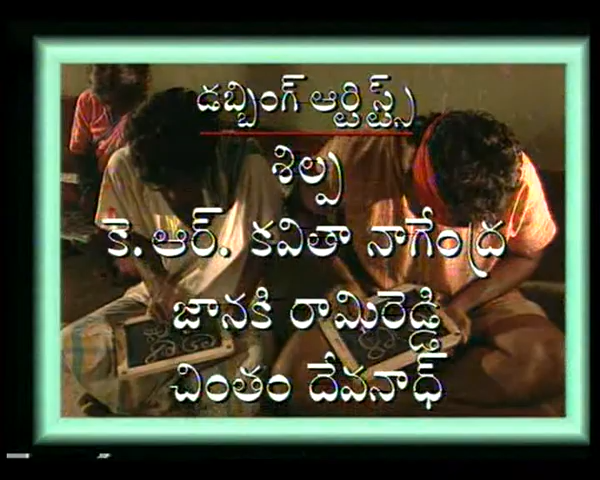 డబ్బింగ్ ఆర్టిస్ట్స్
శిల్ప
కె. ఆర్. కవితా నాగేంద్ర
జానకి రామిరెడ్డి
చింతం దేవనాథ్